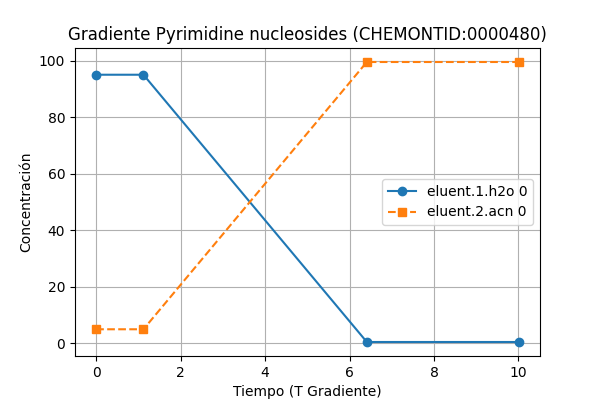 Gradiente Pyrimidine nucleosides (CHEMONTID:0000480)
100
80
60
40
20
0
Concentración
eluent.1.h2o 0
eluent.2.acn 0
0 2 4 6 8 10
Tiempo (T Gradiente)